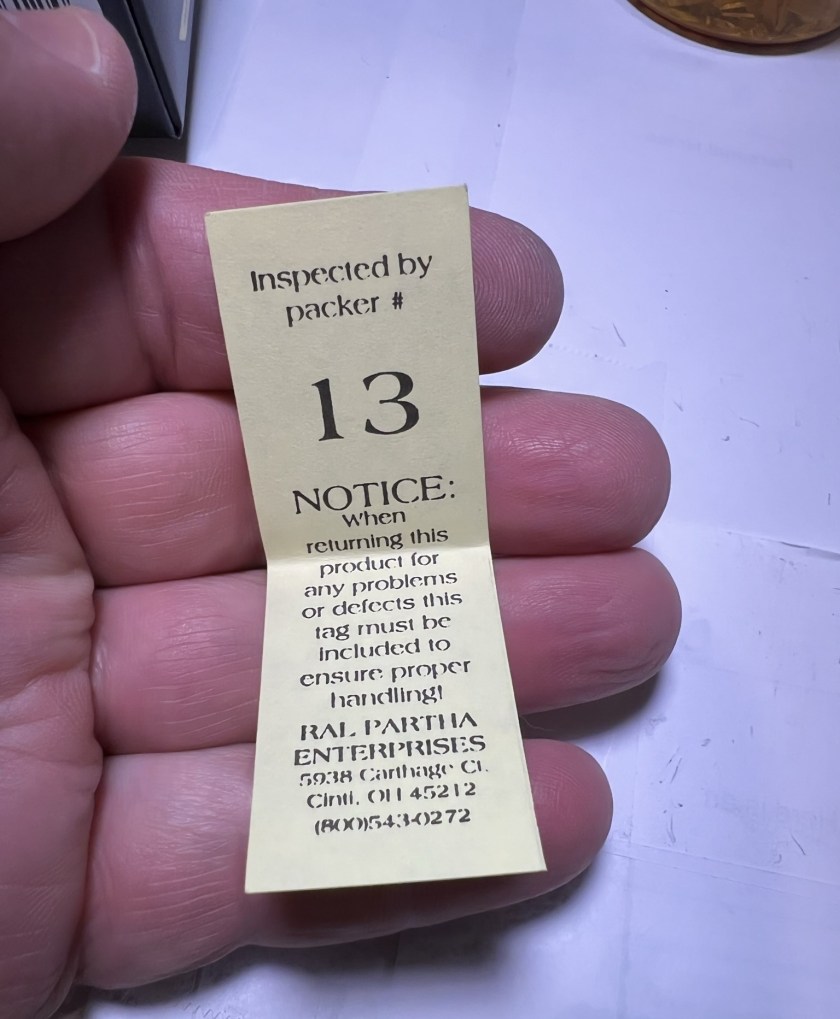 Inspected by
packer #
13
NOTICE:
When
returning this
product for
any problems
or defects this
tag must be
included to
ensure proper
handling!
RAL PARTHA
ENTERPRISES
5938 Carthage Ct.
Cinti, OH 45212
(800)543-0272